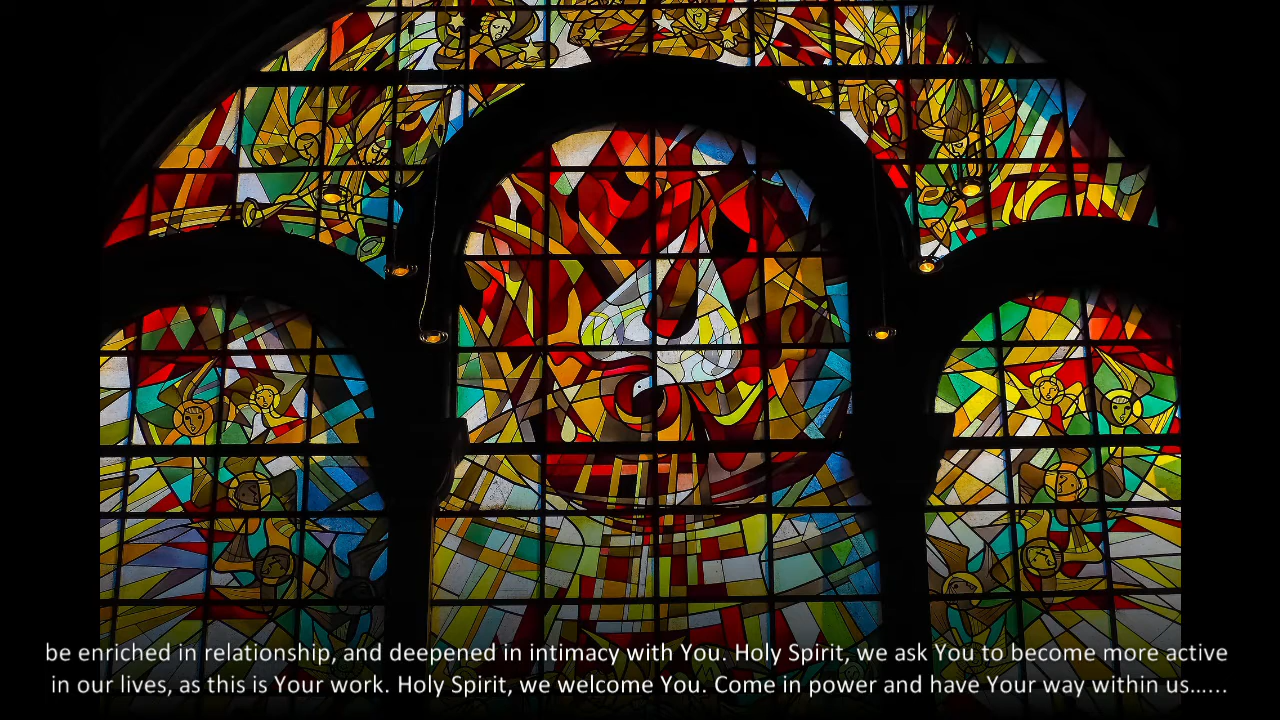 be enriched in relationship, and deepened in intimacy with You. Holy Spirit, we ask You to become more active
in our lives, as this is Your work. Holy Spirit, we welcome You. Come in power and have Your way within us......